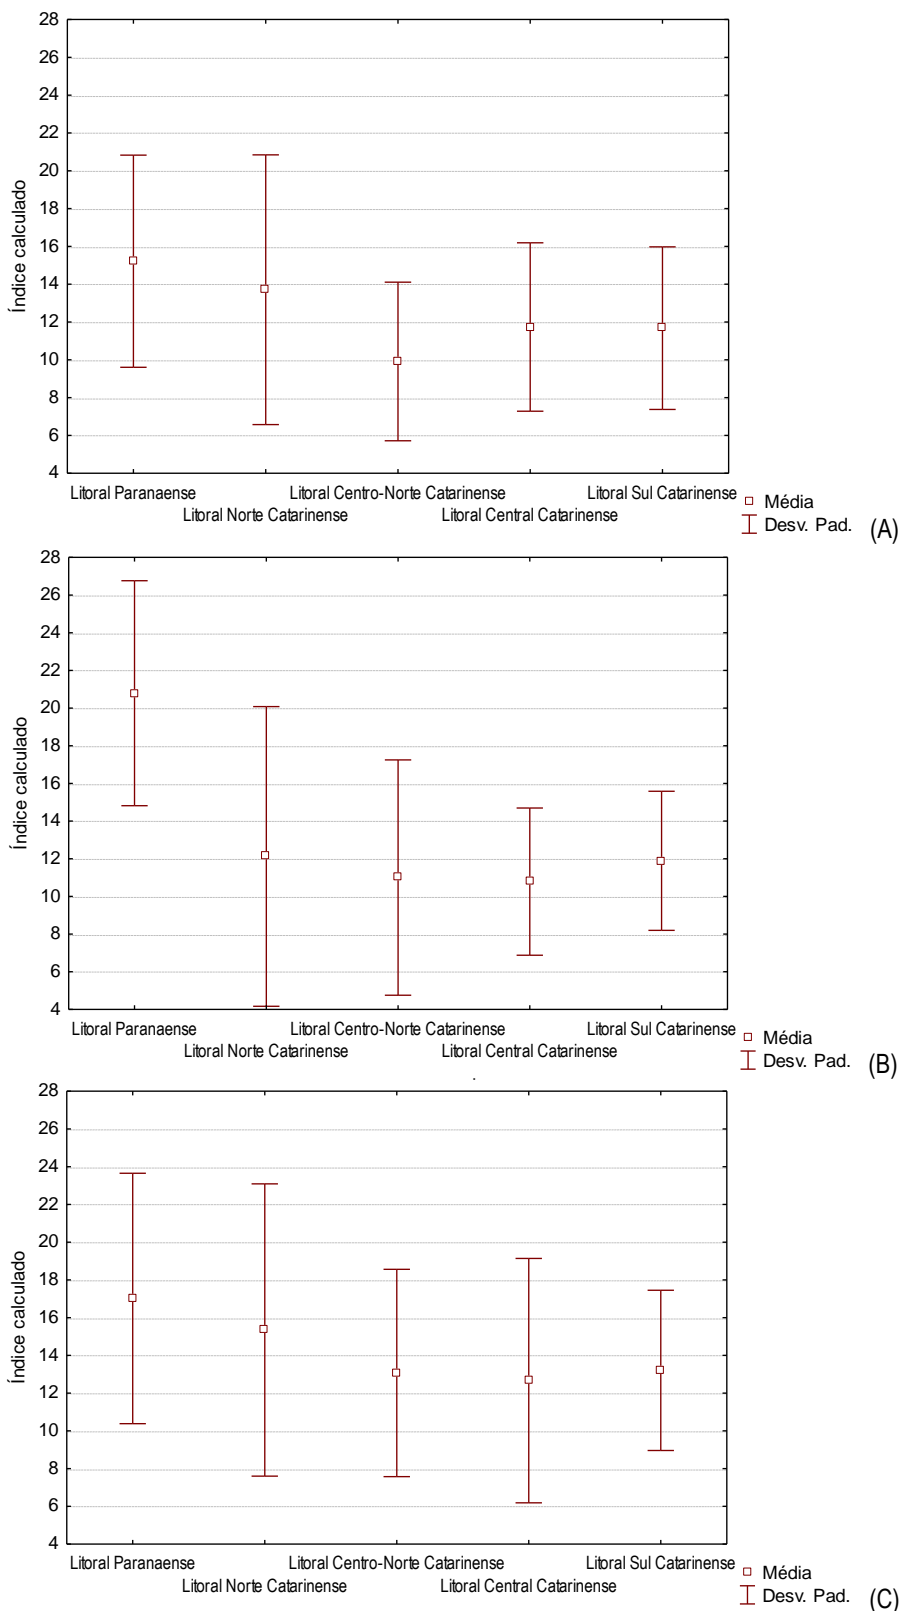 28
26
24
22
20
18
16
14
12
10
8
6
4
Índice calculado
Litoral Paranaense
Litoral Centro-Norte Catarinense
Litoral Sul Catarinense
Litoral Norte Catarinense
Litoral Central Catarinense
Média
Desv. Pad.
(A)
28
26
24
22
20
18
16
14
12
10
8
6
4
Índice calculado
Litoral Paranaense
Litoral Centro-Norte Catarinense
Litoral Sul Catarinense
Litoral Norte Catarinense
Litoral Central Catarinense
Média
Desv. Pad.
(B)
28
26
24
22
20
18
16
14
12
10
8
6
4
Índice calculado
Litoral Paranaense
Litoral Centro-Norte Catarinense
Litoral Sul Catarinense
Litoral Norte Catarinense
Litoral Central Catarinense
Média
Desv. Pad.
(C)